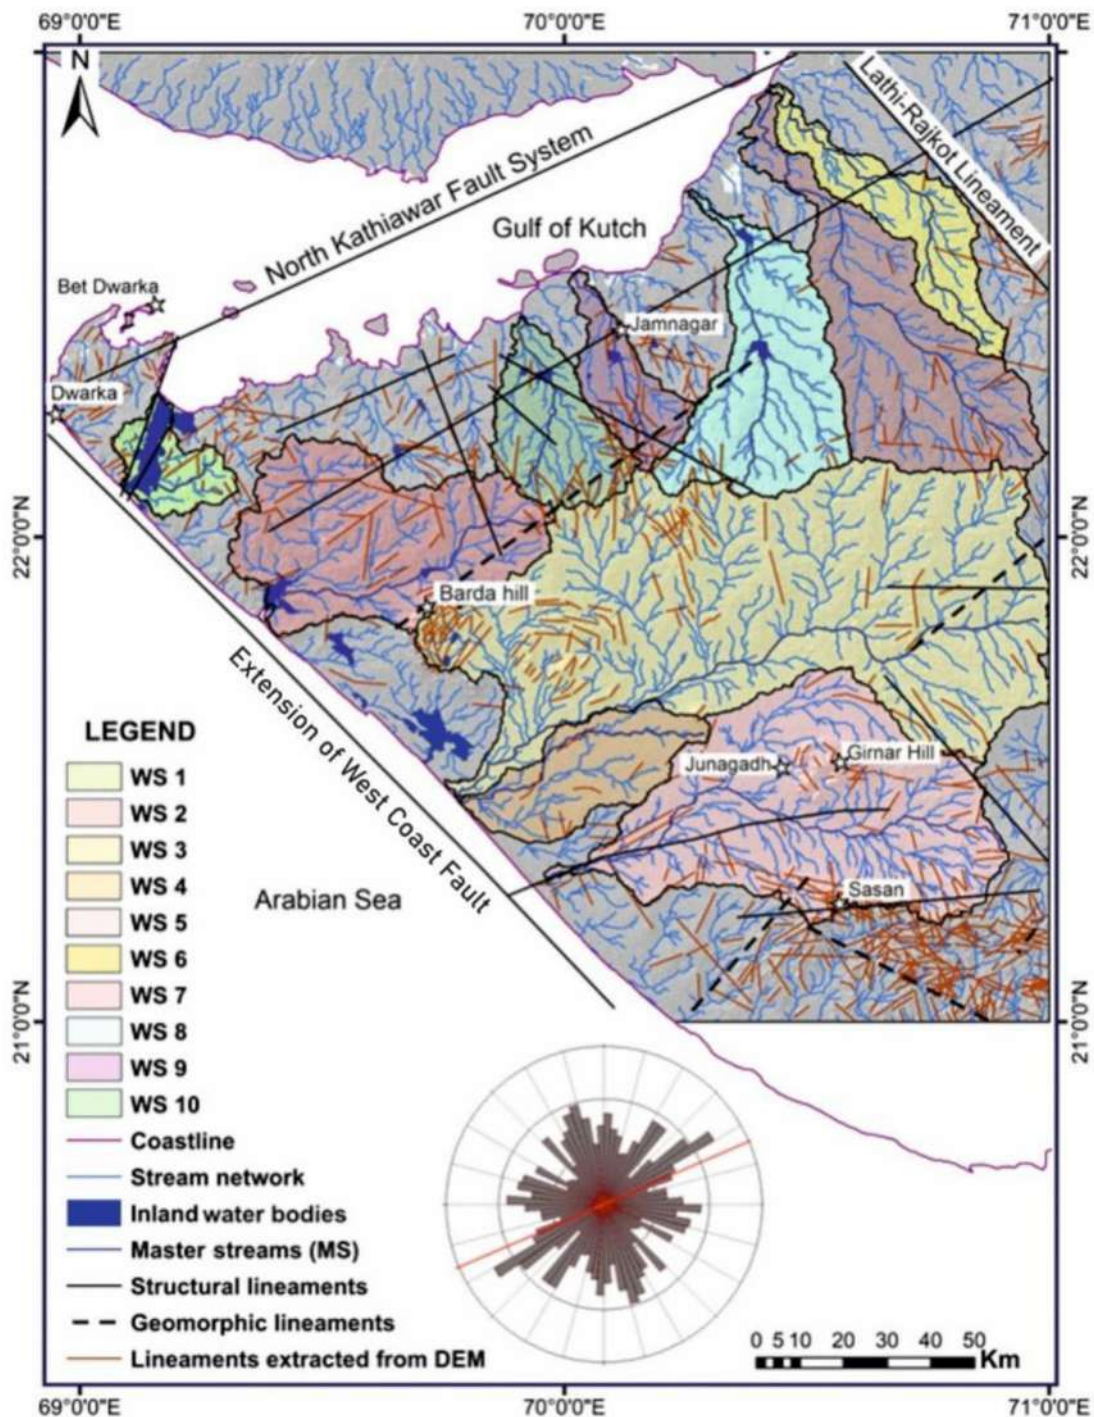 69°0'0"E 70°0'0"E 71°0'0"E
N
Lathi-Rajkot Lineament
North Kathiawar Fault System
Gulf of Kutch
Bet Dwarka
Jamnagar
Dwarka
22°0'0"N 22°0'0"N
Barda hill
Extension of West Coast Fault
Junagadh
Girnar Hill
Sasan
Arabian Sea
21°0'0"N 21°0'0"N
LEGEND
WS 1
WS 2
WS 3
WS 4
WS 5
WS 6
WS 7
WS 8
WS 9
WS 10
Coastline
Stream network
Inland water bodies
Master streams (MS)
Structural lineaments
Geomorphic lineaments
Lineaments extracted from DEM
0 5 10 20 30 40 50
Km
69°0'0"E 70°0'0"E 71°0'0"E